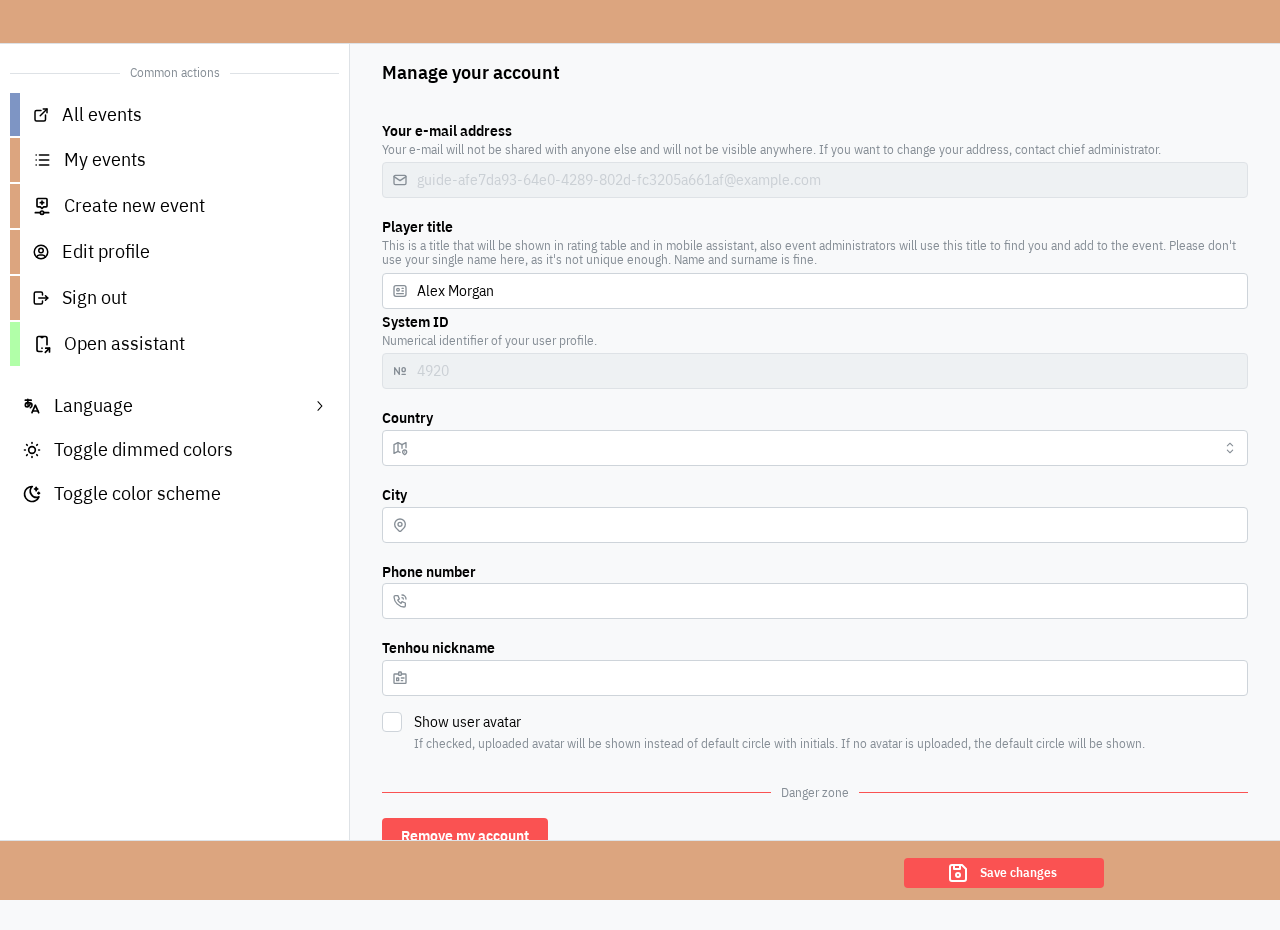 Common actions
All events
My events
Create new event
Edit profile
Sign out
Open assistant
Language
Toggle dimmed colors
Toggle color scheme
Manage your account
Your e-mail address
Your e-mail will not be shared with anyone else and will not be visible anywhere. If you want to change your address, contact chief administrator.
guide-afe7da93-64e0-4289-802d-fc3205a661af@example.com
Player title
This is a title that will be shown in rating table and in mobile assistant, also event administrators will use this title to find you and add to the event. Please don't
use your single name here, as it's not unique enough. Name and surname is fine.
Alex Morgan
System ID
Numerical identifier of your user profile.
№ 4920
Country
City
Phone number
Tenhou nickname
Show user avatar
If checked, uploaded avatar will be shown instead of default circle with initials. If no avatar is uploaded, the default circle will be shown.
Danger zone
Remove my account
Save changes